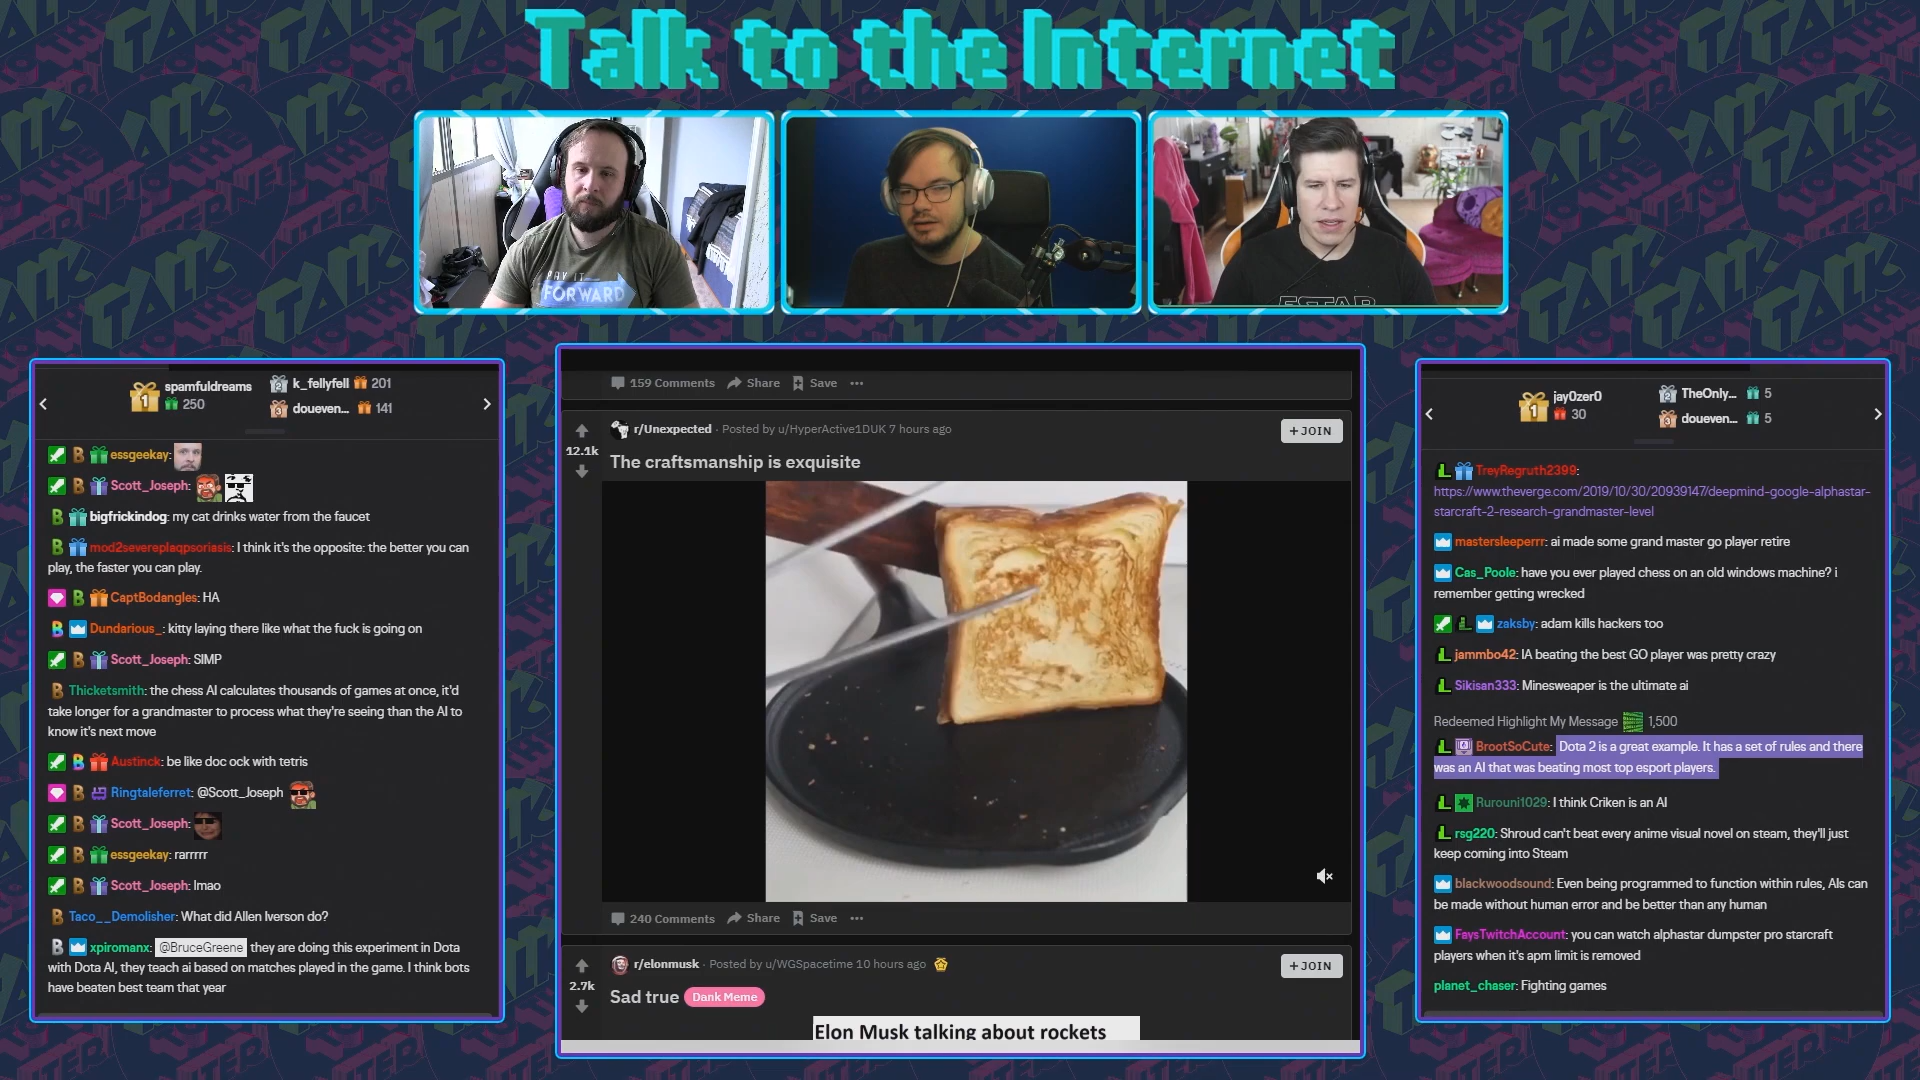 Talk to the Internet
PAY IT
FORWARD
ESTAR
spamfuldreams
250
k_fellyfell 201
doueven... 141
essgeekay:
Scott_Joseph:
bigfrickindog: my cat drinks water from the faucet
mod2severeplaqpsoriasis: I think it's the opposite: the better you can
play, the faster you can play.
CaptBodangles: HA
Dundarious_: kitty laying there like what the fuck is going on
Scott_Joseph: SIMP
Thicketsmith: the chess AI calculates thousands of games at once, it'd
take longer for a grandmaster to process what they're seeing than the AI to
know it's next move
Austinck: be like doc ock with tetris
Ringtaleferret: @Scott_Joseph
Scott_Joseph:
essgeekay: rarrrrr
Scott_Joseph: lmao
Taco__Demolisher: What did Allen Iverson do?
xpiromanx: @BruceGreene they are doing this experiment in Dota
with Dota AI, they teach ai based on matches played in the game. I think bots
have beaten best team that year
159 Comments Share Save
12.1k
r/Unexpected · Posted by u/HyperActive1DUK 7 hours ago
+JOIN
The craftsmanship is exquisite
240 Comments Share Save
2.7k
r/elonmusk · Posted by u/WGSpacetime 10 hours ago
+JOIN
Sad true Dank Meme
Elon Musk talking about rockets
jay0zer0
30
TheOnly... 5
doueven... 5
TreyRegruth2399:
https://www.theverge.com/2019/10/30/20939147/deepmind-google-alphastar-
starcraft-2-research-grandmaster-level
mastersleeperrr: ai made some grand master go player retire
Cas_Poole: have you ever played chess on an old windows machine? i
remember getting wrecked
zaksby: adam kills hackers too
jammbo42: IA beating the best GO player was pretty crazy
Sikisan333: Minesweaper is the ultimate ai
Redeemed Highlight My Message 1,500
BrootSoCute: Dota 2 is a great example. It has a set of rules and there
was an AI that was beating most top esport players.
Rurouni1029: I think Criken is an AI
rsg220: Shroud can't beat every anime visual novel on steam, they'll just
keep coming into Steam
blackwoodsound: Even being programmed to function within rules, AIs can
be made without human error and be better than any human
FaysTwitchAccount: you can watch alphastar dumpster pro starcraft
players when it's apm limit is removed
planet_chaser: Fighting games